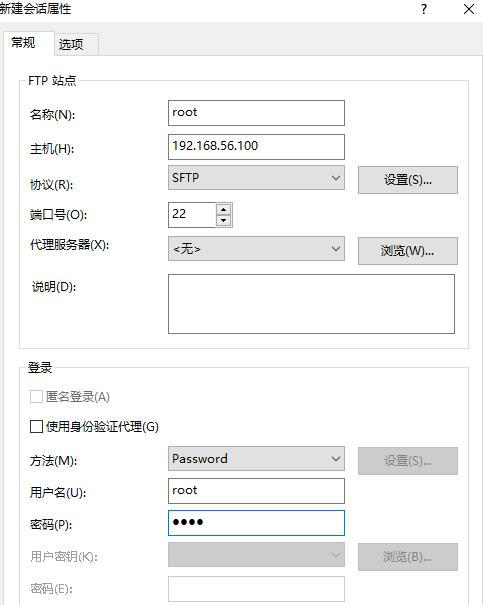 新建会话属性 ?
常规 选项
FTP 站点
名称(N): root
主机(H): 192.168.56.100
协议(R): SFTP 设置(S)...
端口号(O): 22
代理服务器(X): <无> 浏览(W)...
说明(D):
登录
匿名登录(A)
使用身份验证代理(G)
方法(M): Password 设置(S)...
用户名(U): root
密码(P): ●●●●
用户密钥(K): 浏览(B)...
密码(E):